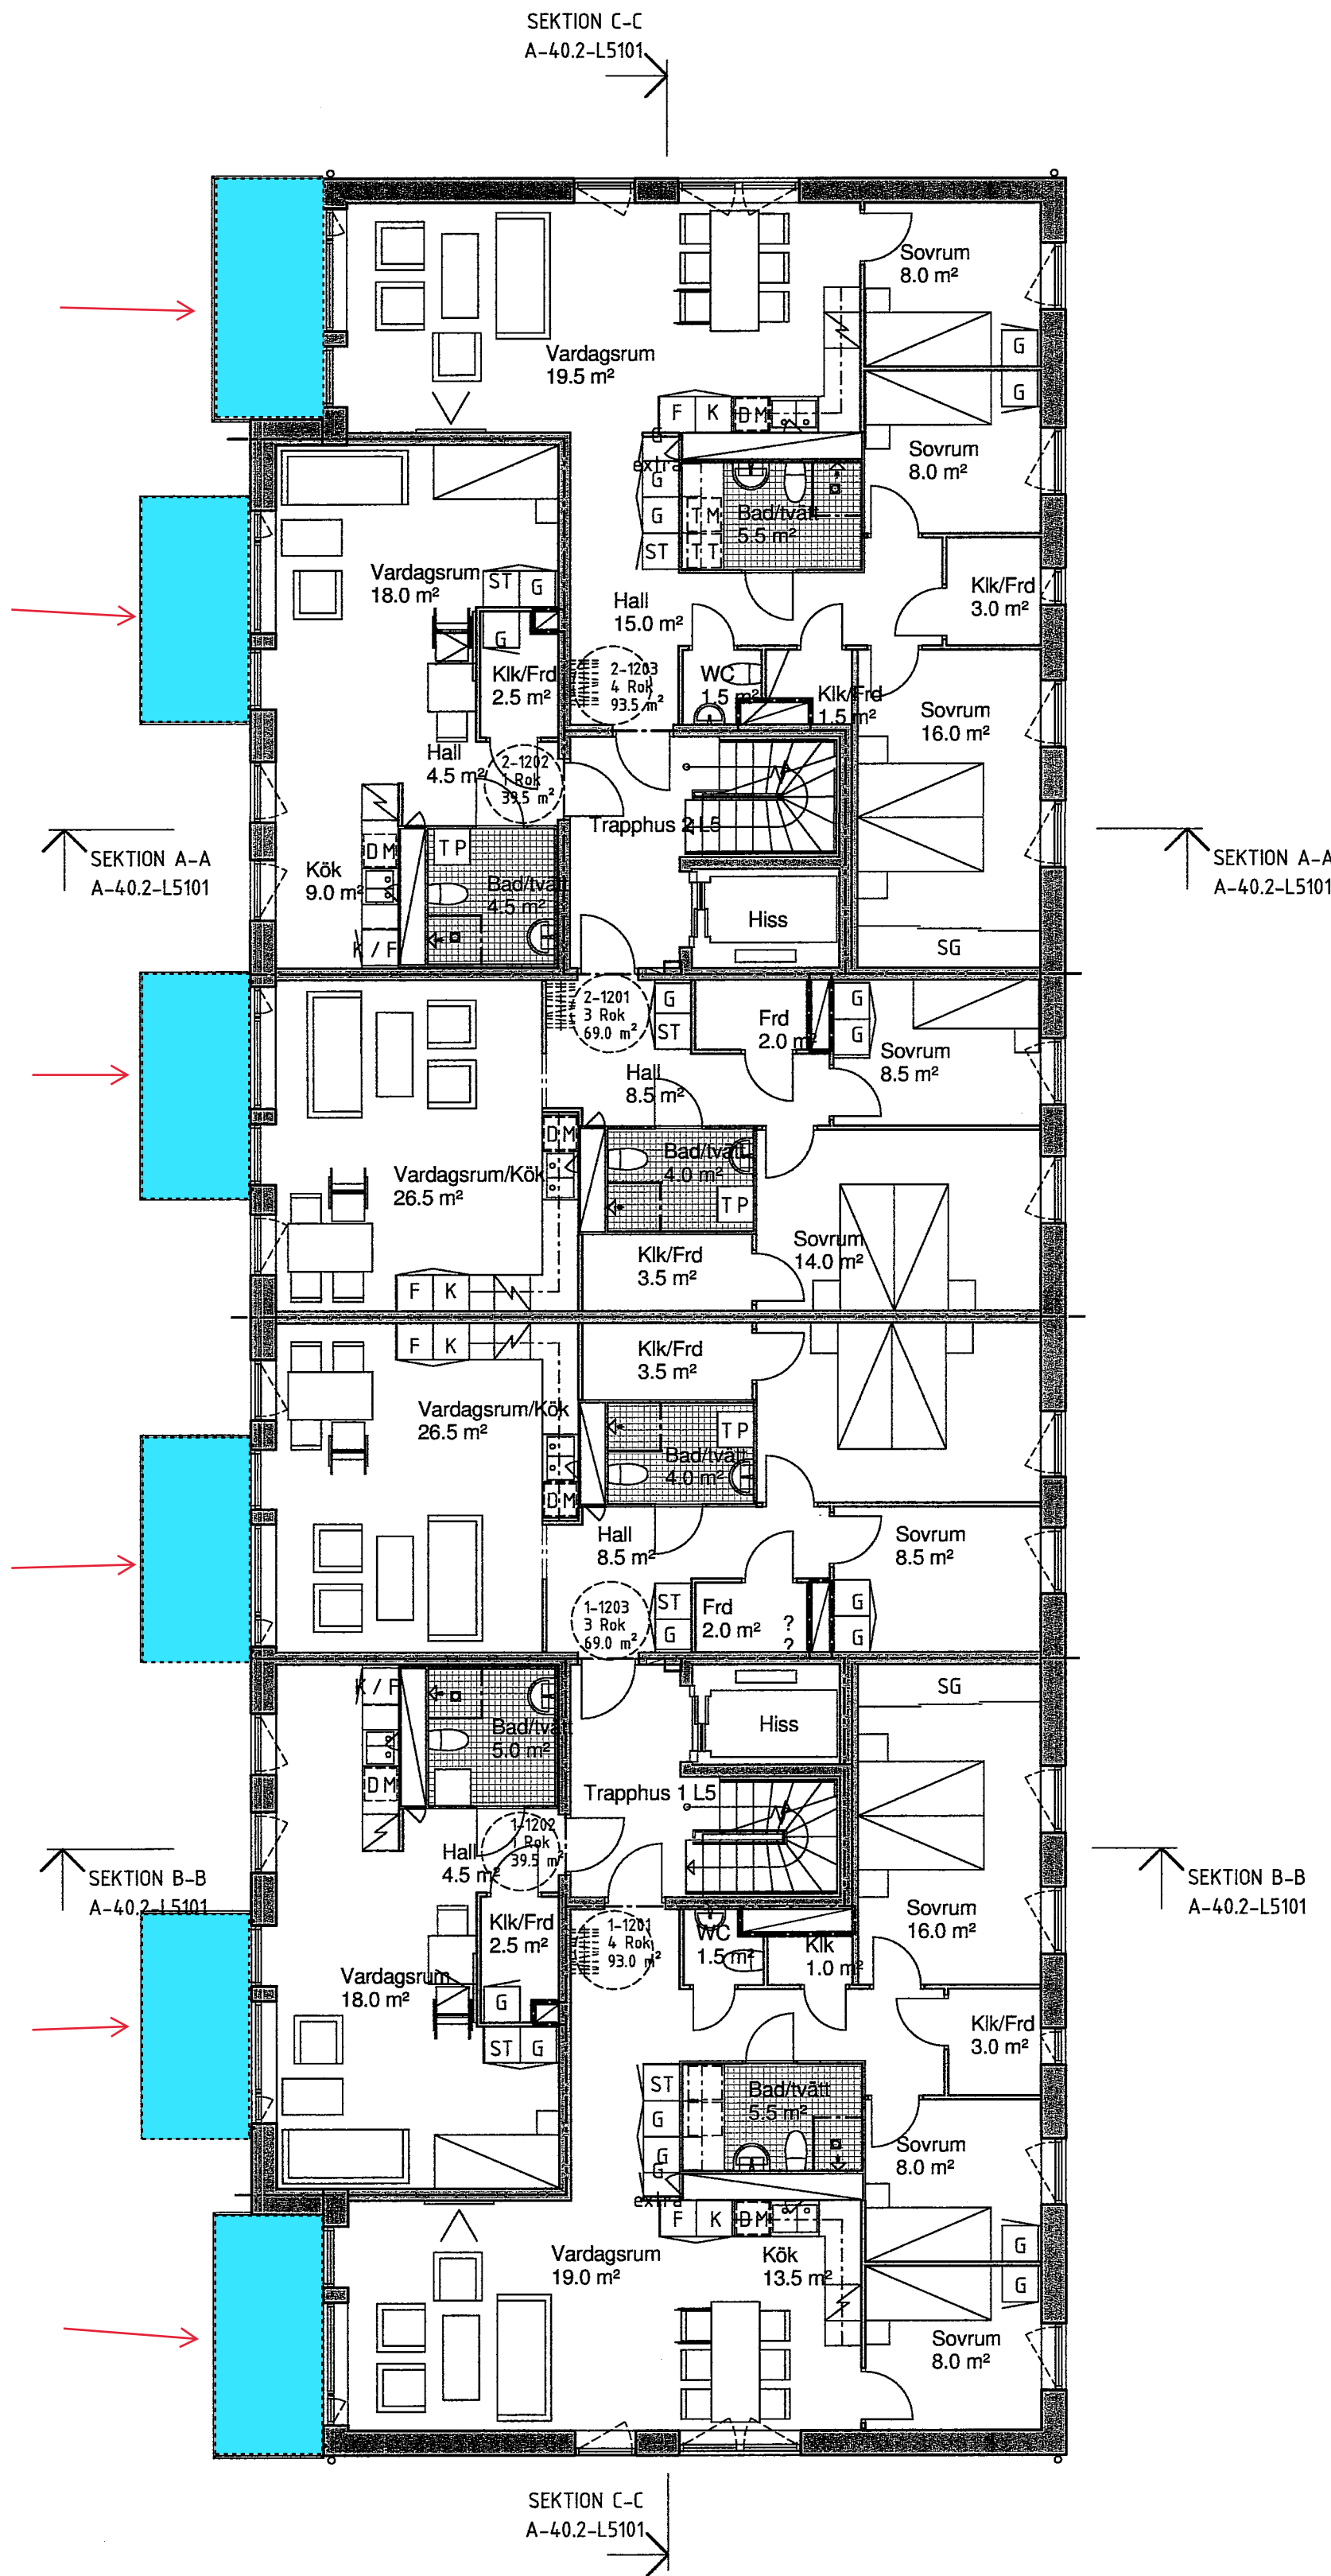 SEKTION C-C
A-40.2-L5101
Sovrum
8.0 m²
G
Vardagsrum
19.5 m²
F
K
DM
G
extra
G
G
ST
TM
TT
Bad/tvätt
5.5 m²
G
Sovrum
8.0 m²
Vardagsrum
18.0 m²
ST
G
G
Klk/Frd
2.5 m²
Hall
15.0 m²
Klk/Frd
3.0 m²
2-1203
4 Rok
93.5 m²
WC
1.5 m²
Klk/Frd
1.5 m²
Sovrum
16.0 m²
Hall
4.5 m²
2-1202
1 Rok
39.5 m²
Trapphus 2 L5
SEKTION A-A
A-40.2-L5101
SEKTION A-A
A-40.2-L5101
Kök
9.0 m²
DM
K / F
TP
Bad/tvätt
4.5 m²
Hiss
SG
2-1201
3 Rok
69.0 m²
G
ST
Frd
2.0 m²
G
G
Sovrum
8.5 m²
Hall
8.5 m²
DM
Vardagsrum/Kök
26.5 m²
Bad/tvätt
4.0 m²
TP
Sovrum
14.0 m²
Klk/Frd
3.5 m²
F
K
F
K
Klk/Frd
3.5 m²
Vardagsrum/Kök
26.5 m²
TP
Bad/tvätt
4.0 m²
DM
Hall
8.5 m²
Sovrum
8.5 m²
1-1203
3 Rok
69.0 m²
ST
G
Frd
2.0 m²
?
?
G
G
K / F
Bad/tvätt
5.0 m²
DM
Hiss
SG
Trapphus 1 L5
Hall
4.5 m²
1-1202
1 Rok
39.5 m²
SEKTION B-B
A-40.2-L5101
SEKTION B-B
A-40.2-L5101
Klk/Frd
2.5 m²
G
ST
G
Vardagsrum
18.0 m²
1-1201
4 Rok
93.0 m²
WC
1.5 m²
Klk
1.0 m²
Sovrum
16.0 m²
Klk/Frd
3.0 m²
ST
G
G
G
extra
Bad/tvätt
5.5 m²
Sovrum
8.0 m²
G
F
K
DM
Vardagsrum
19.0 m²
Kök
13.5 m²
G
Sovrum
8.0 m²
SEKTION C-C
A-40.2-L5101